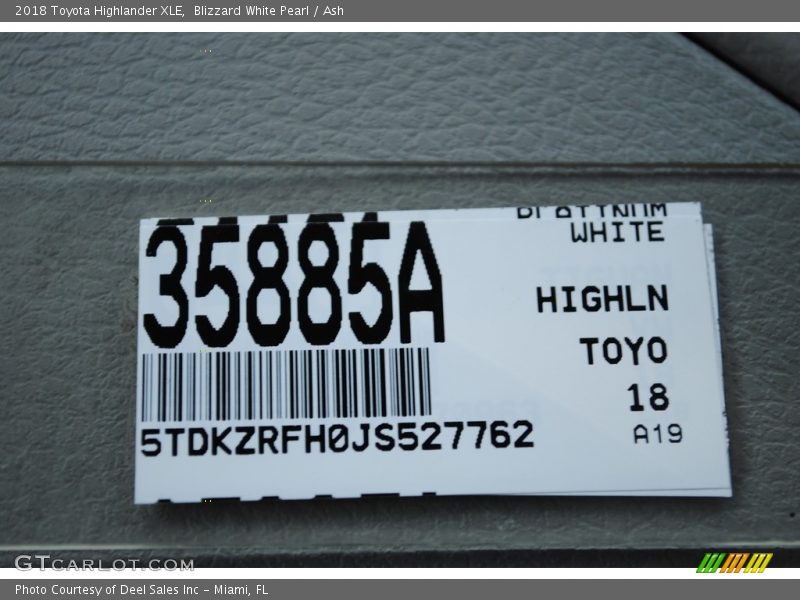 2018 Toyota Highlander XLE, Blizzard White Pearl / Ash
35885A
PLATINUM
WHITE
HIGHLN
TOYO
18
5TDKZRFH0JS527762
A19
GTCARLOT.COM
Photo Courtesy of Deel Sales Inc – Miami, FL